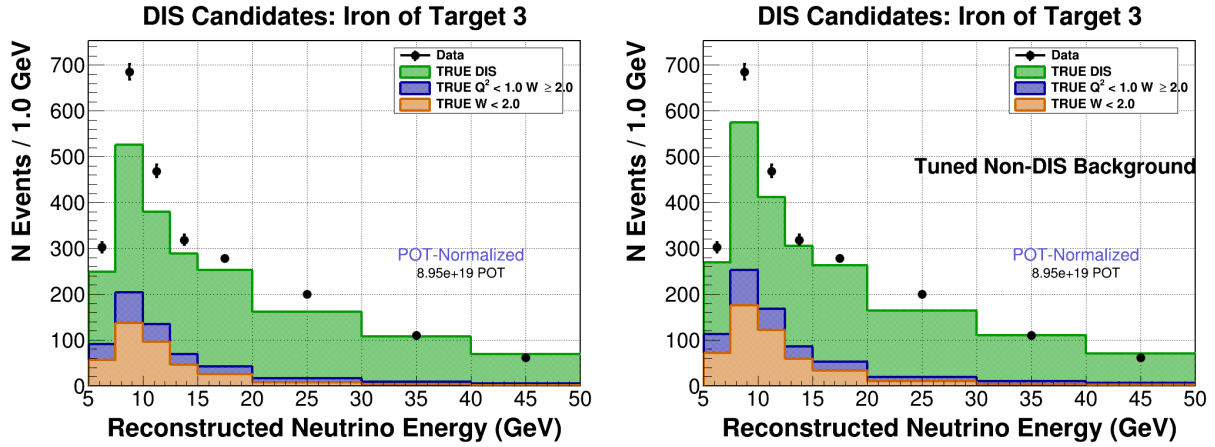 DIS Candidates: Iron of Target 3
N Events / 1.0 GeV
700
600
500
400
300
200
100
0
Data
TRUE DIS
TRUE Q² < 1.0 W ≥ 2.0
TRUE W < 2.0
POT-Normalized
8.95e+19 POT
5 10 15 20 25 30 35 40 45 50
Reconstructed Neutrino Energy (GeV)
DIS Candidates: Iron of Target 3
N Events / 1.0 GeV
700
600
500
400
300
200
100
0
Data
TRUE DIS
TRUE Q² < 1.0 W ≥ 2.0
TRUE W < 2.0
Tuned Non-DIS Background
POT-Normalized
8.95e+19 POT
5 10 15 20 25 30 35 40 45 50
Reconstructed Neutrino Energy (GeV)